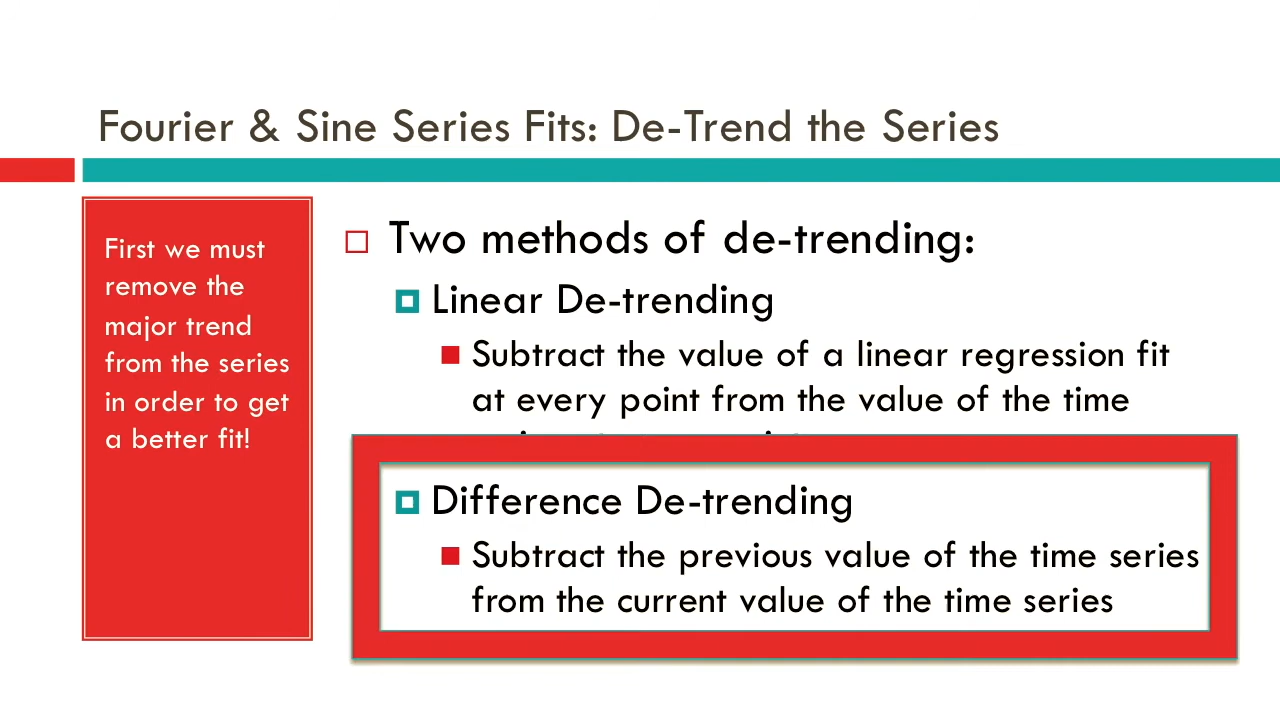 Fourier & Sine Series Fits: De-Trend the Series
First we must
remove the
major trend
from the series
in order to get
a better fit!
Two methods of de-trending:
Linear De-trending
Subtract the value of a linear regression fit
at every point from the value of the time
Difference De-trending
Subtract the previous value of the time series
from the current value of the time series